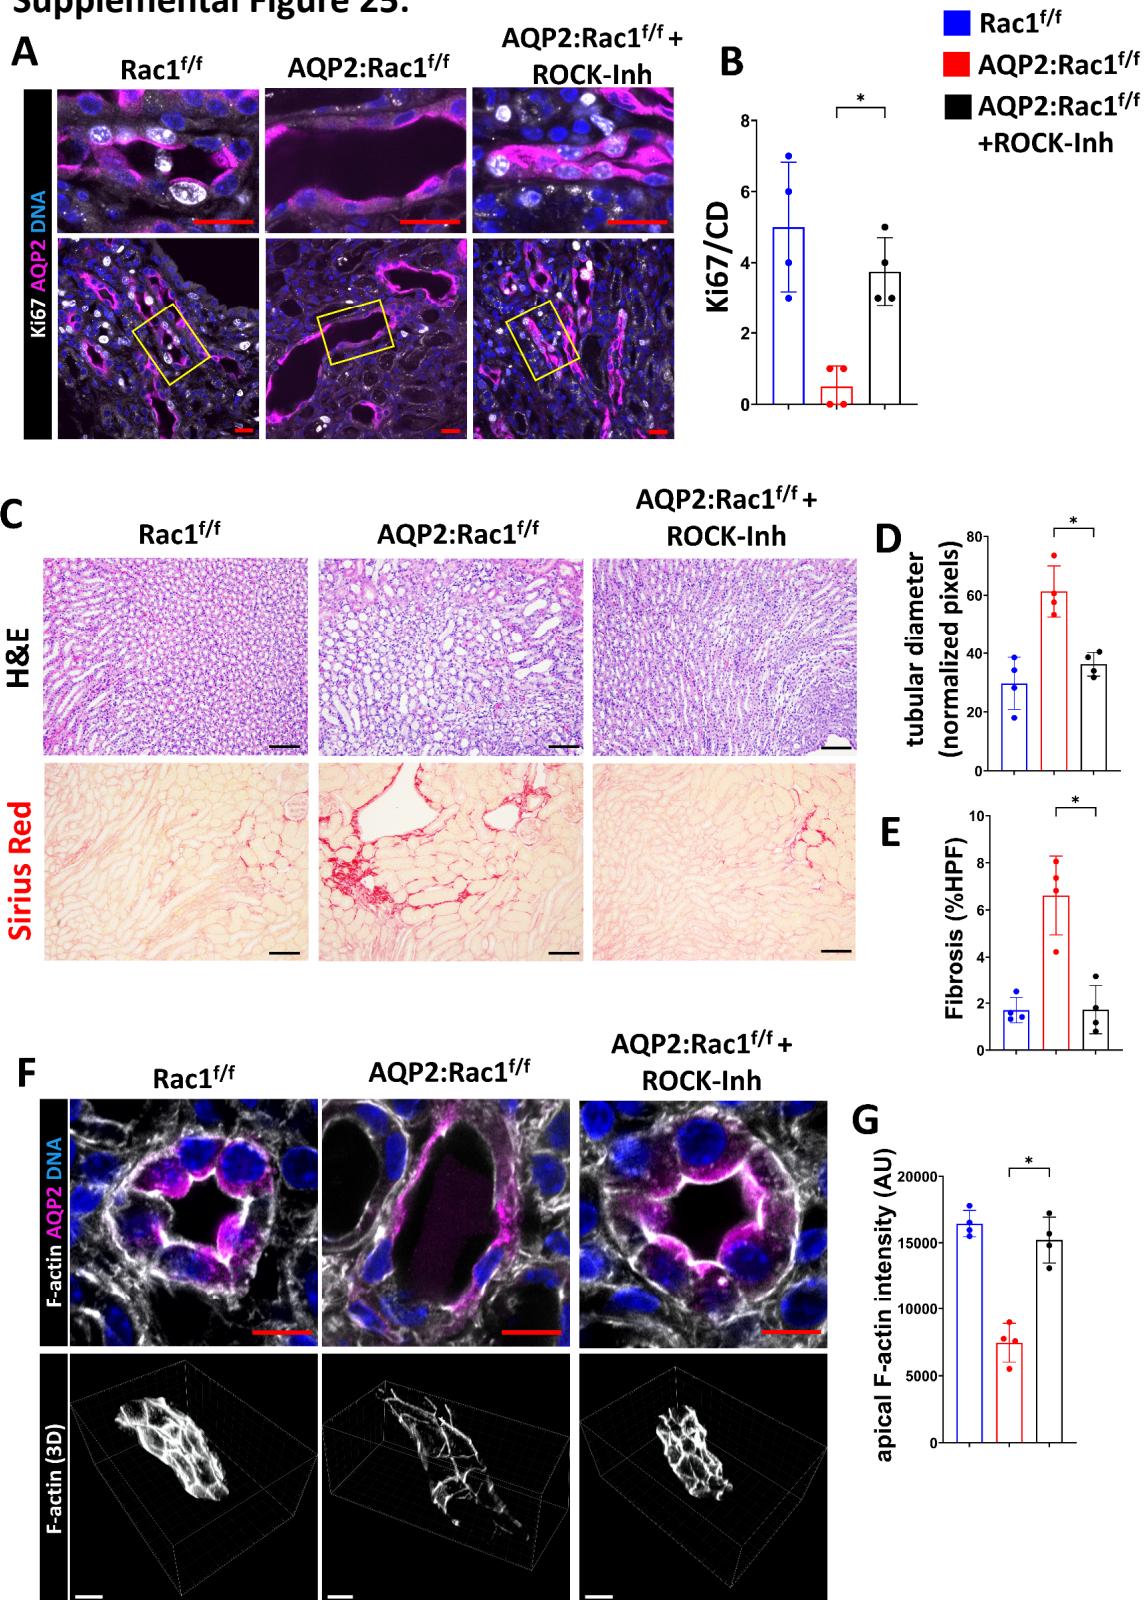 Supplemental Figure 25.
Rac1f/f
AQP2:Rac1f/f
AQP2:Rac1f/f
+ROCK-Inh
A
Rac1f/f
AQP2:Rac1f/f
AQP2:Rac1f/f +
ROCK-Inh
Ki67 AQP2 DNA
B
*
Ki67/CD
8
6
4
2
0
C
Rac1f/f
AQP2:Rac1f/f
AQP2:Rac1f/f +
ROCK-Inh
H&E
Sirius Red
D
*
tubular diameter
(normalized pixels)
80
60
40
20
0
E
*
Fibrosis (%HPF)
10
8
6
4
2
0
F
Rac1f/f
AQP2:Rac1f/f
AQP2:Rac1f/f +
ROCK-Inh
F-actin AQP2 DNA
F-actin (3D)
G
*
apical F-actin intensity (AU)
20000
15000
10000
5000
0